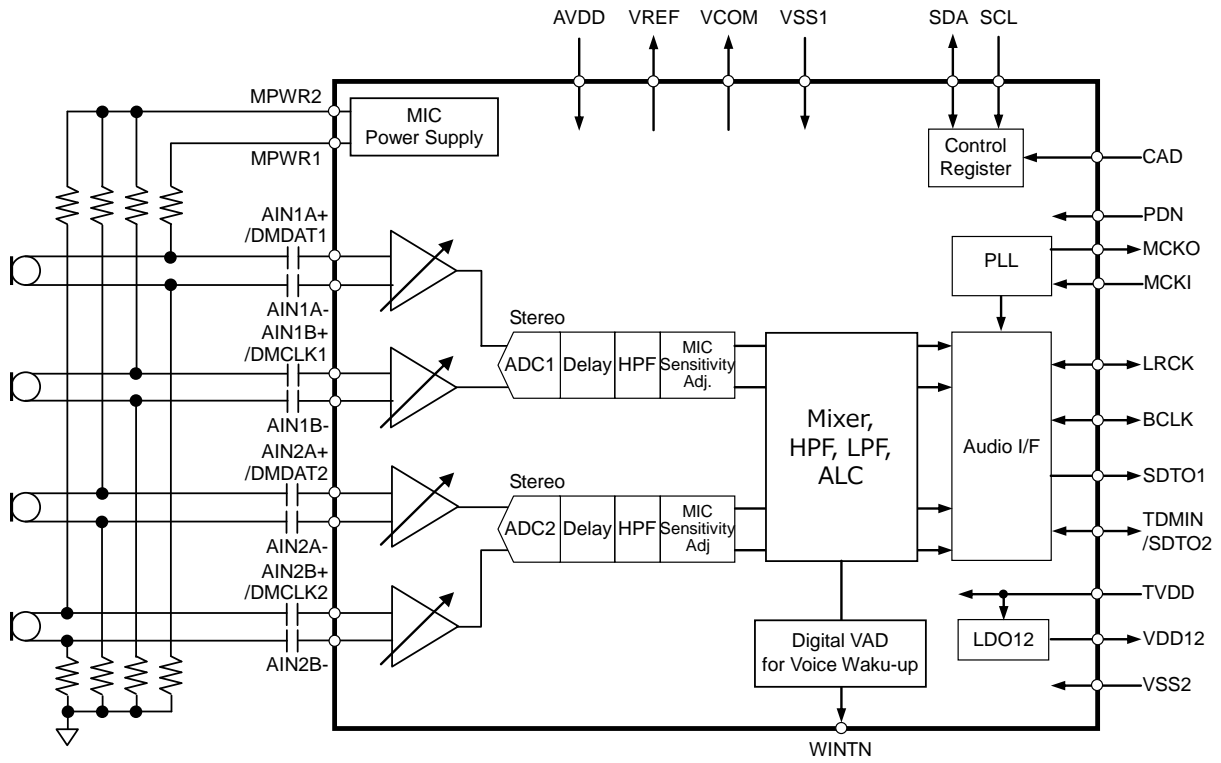 AVDD VREF VCOM VSS1 SDA SCL
MPWR2
MIC
Power Supply
MPWR1
Control
Register
CAD
PDN
AIN1A+
/DMDAT1
AIN1A-
PLL
MCKO
MCKI
AIN1B+
/DMCLK1
AIN1B-
Stereo
ADC1 Delay HPF MIC
Sensitivity
Adj.
Mixer,
HPF, LPF,
ALC
Audio I/F
LRCK
BCLK
SDTO1
TDMIN
/SDTO2
AIN2A+
/DMDAT2
AIN2A-
Stereo
ADC2 Delay HPF MIC
Sensitivity
Adj
AIN2B+
/DMCLK2
AIN2B-
TVDD
LDO12
VDD12
VSS2
Digital VAD
for Voice Waku-up
WINTN